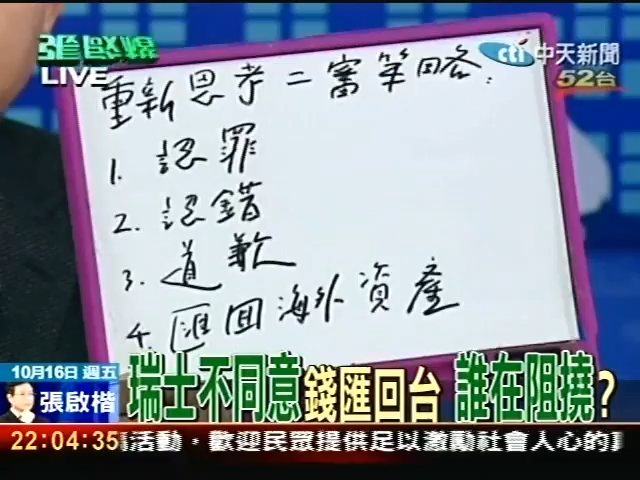 LIVE
中天新聞
52台
重新思考二審策略:
1. 認罪
2. 認錯
3. 道歉
4. 匯回海外資產
10月16日 週五
張啟楷
瑞士不同意錢匯回台 誰在阻撓?
22:04:35 活動,歡迎民眾提供足以激勵社會人心的真